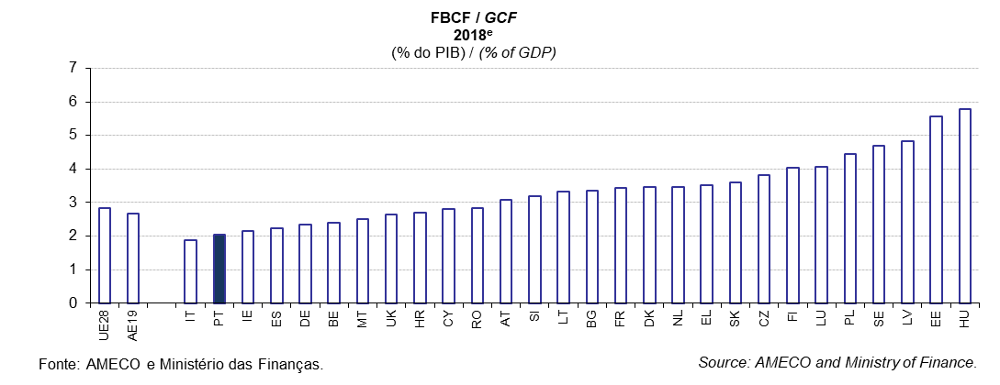 FBCF / GCF
2018e
(% do PIB) / (% of GDP)
7
6
5
4
3
2
1
0
UE28 AE19 IT PT IE ES DE BE MT UK HR CY RO AT SI LT BG FR DK NL EL SK CZ FI LU PL SE LV EE HU
Fonte: AMECO e Ministério das Finanças.
Source: AMECO and Ministry of Finance.